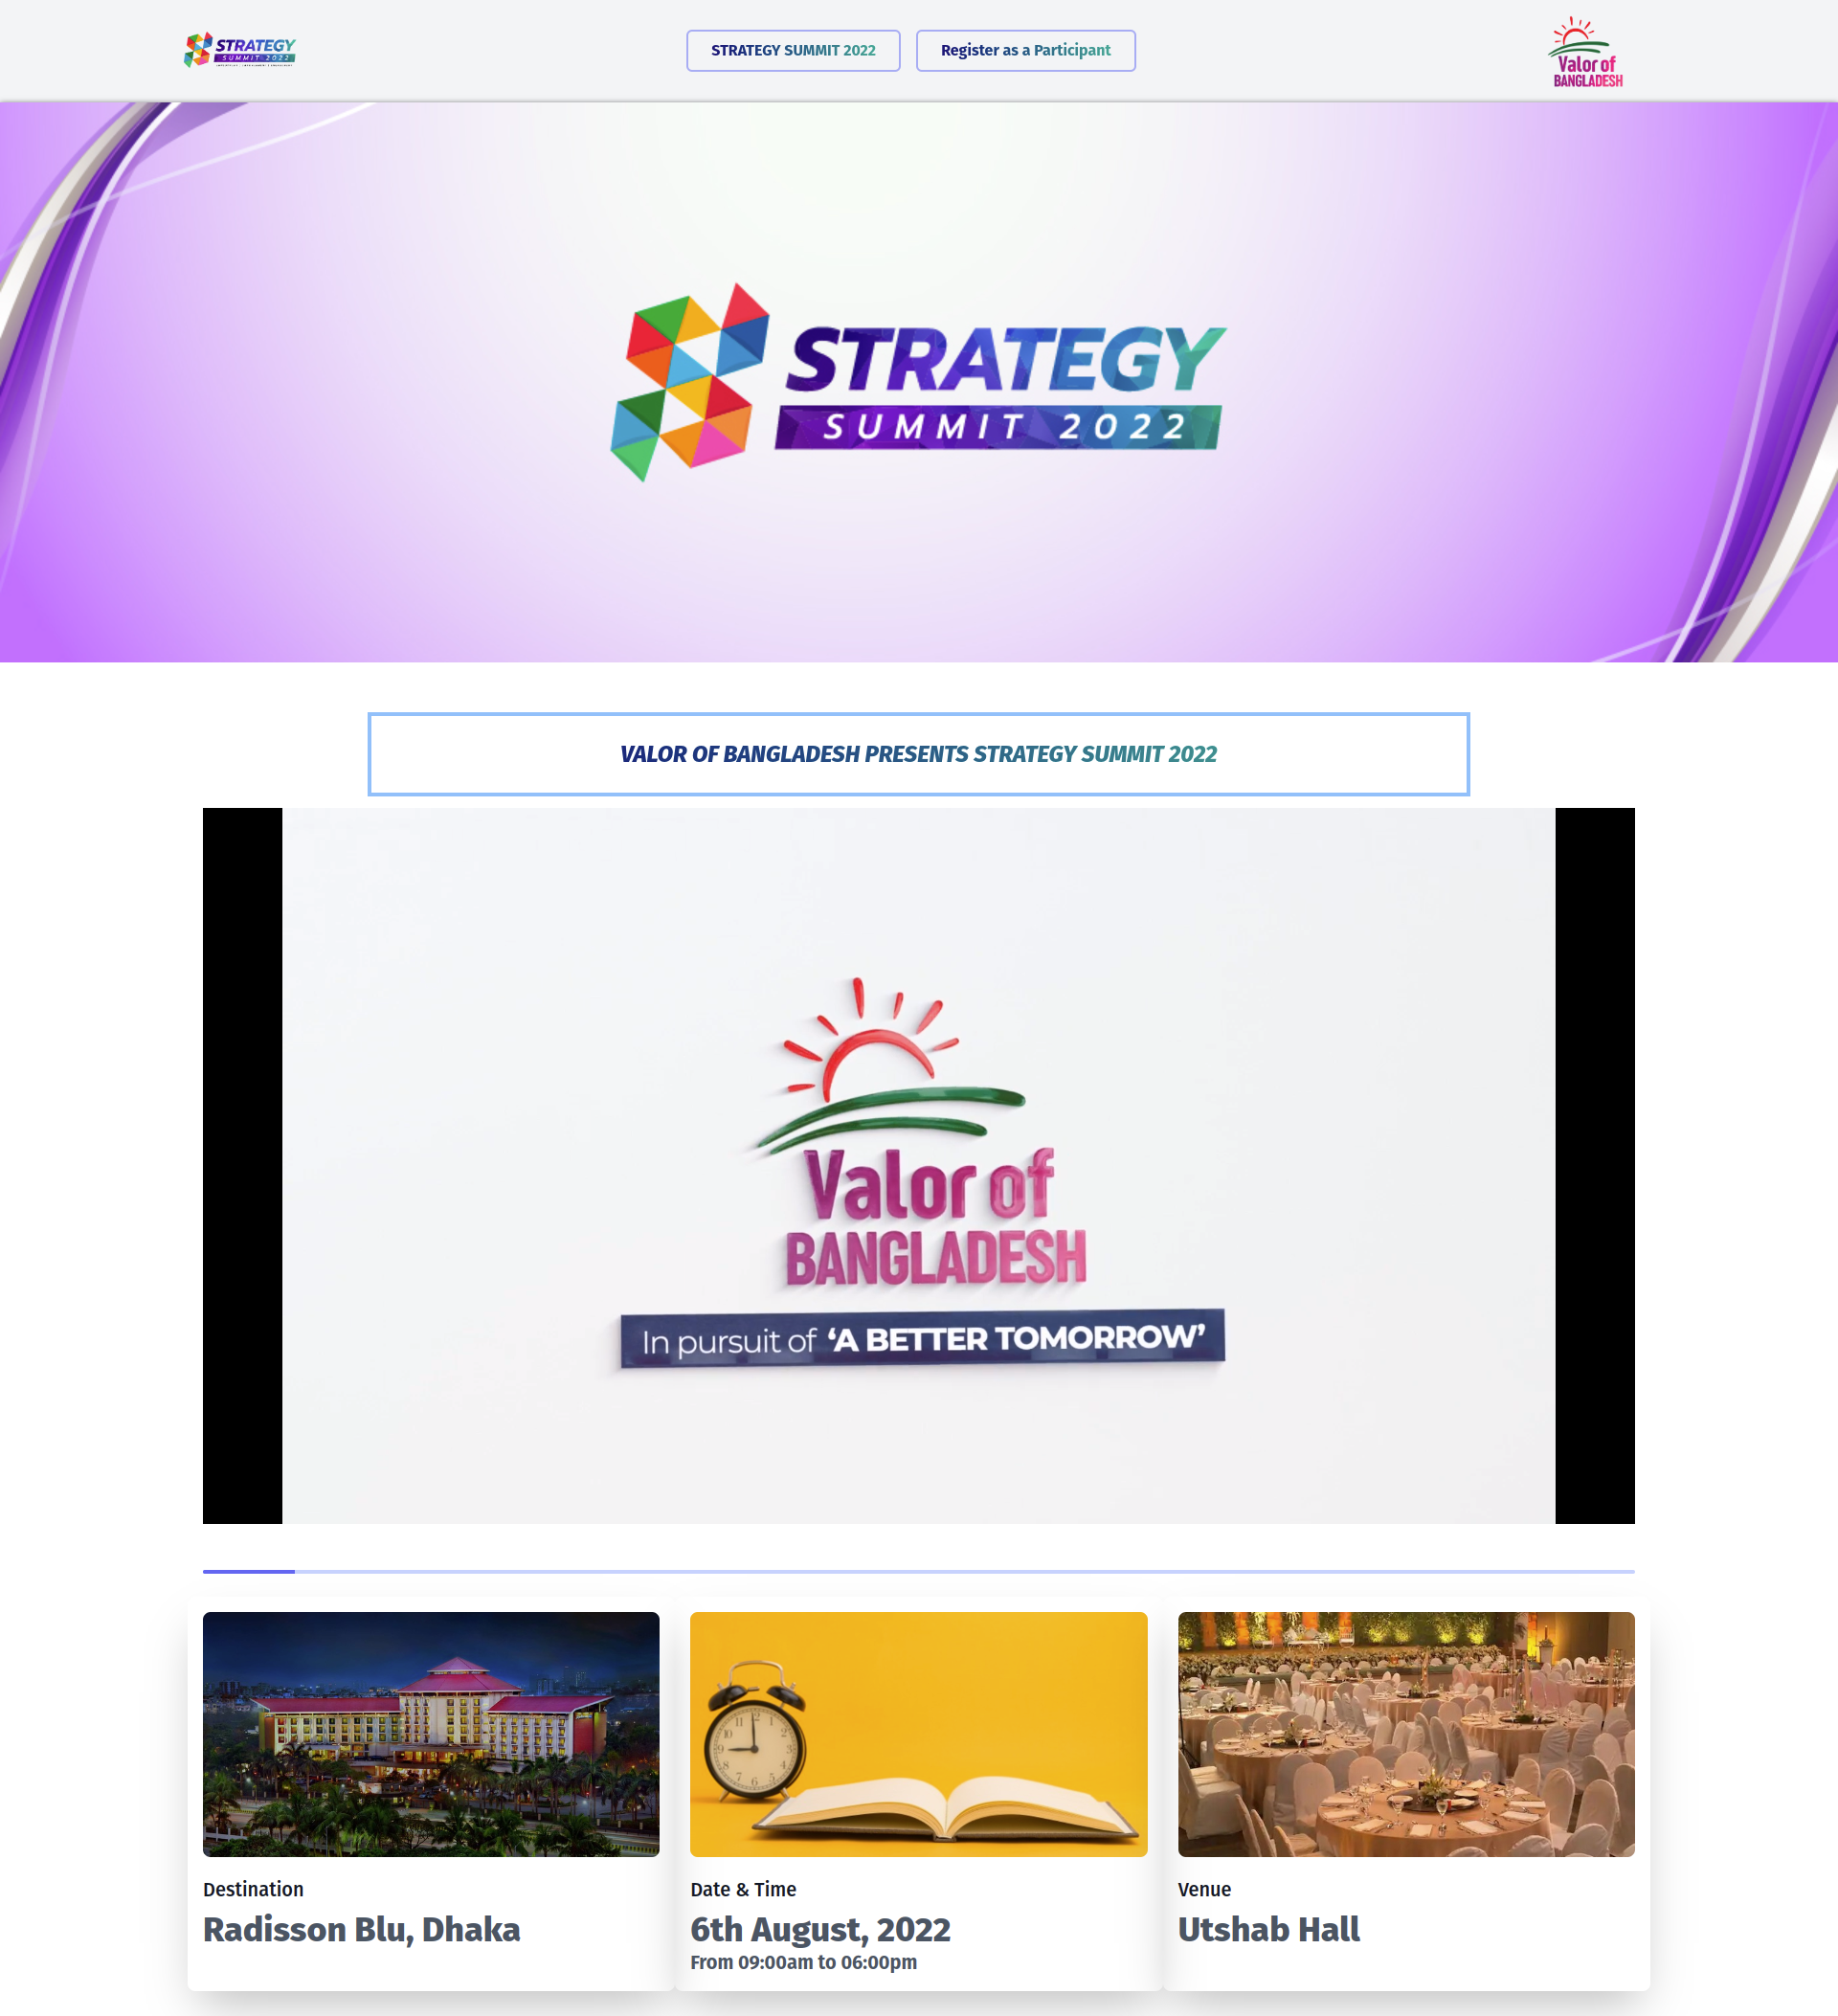 STRATEGY
SUMMIT 2022
STRATEGY SUMMIT 2022
Register as a Participant
Valor of
BANGLADESH
STRATEGY
SUMMIT 2022
VALOR OF BANGLADESH PRESENTS STRATEGY SUMMIT 2022
Valor of
BANGLADESH
In pursuit of ‘A BETTER TOMORROW’
Destination
Radisson Blu, Dhaka
Date & Time
6th August, 2022
From 09:00am to 06:00pm
Venue
Utshab Hall